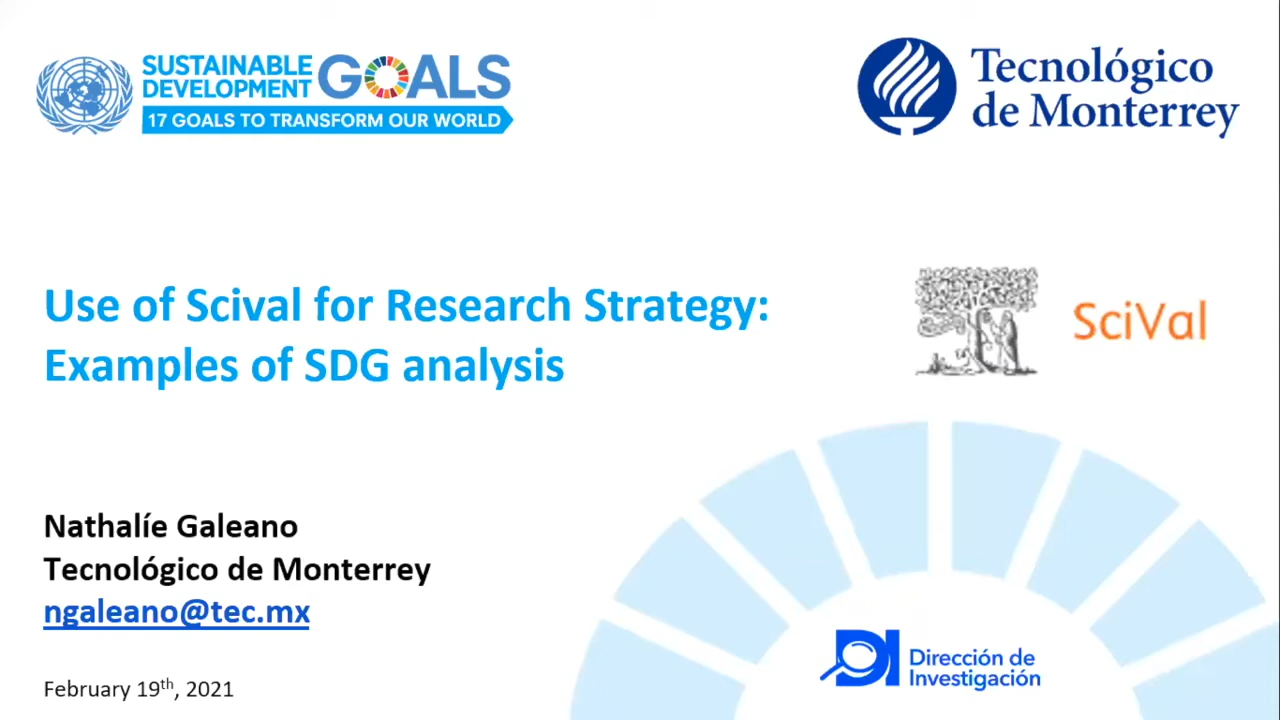 SUSTAINABLE
DEVELOPMENT
GOALS
17 GOALS TO TRANSFORM OUR WORLD
Tecnológico
de Monterrey
Use of Scival for Research Strategy:
Examples of SDG analysis
SciVal
Nathalíe Galeano
Tecnológico de Monterrey
ngaleano@tec.mx
February 19th, 2021
DI
Dirección de
Investigación